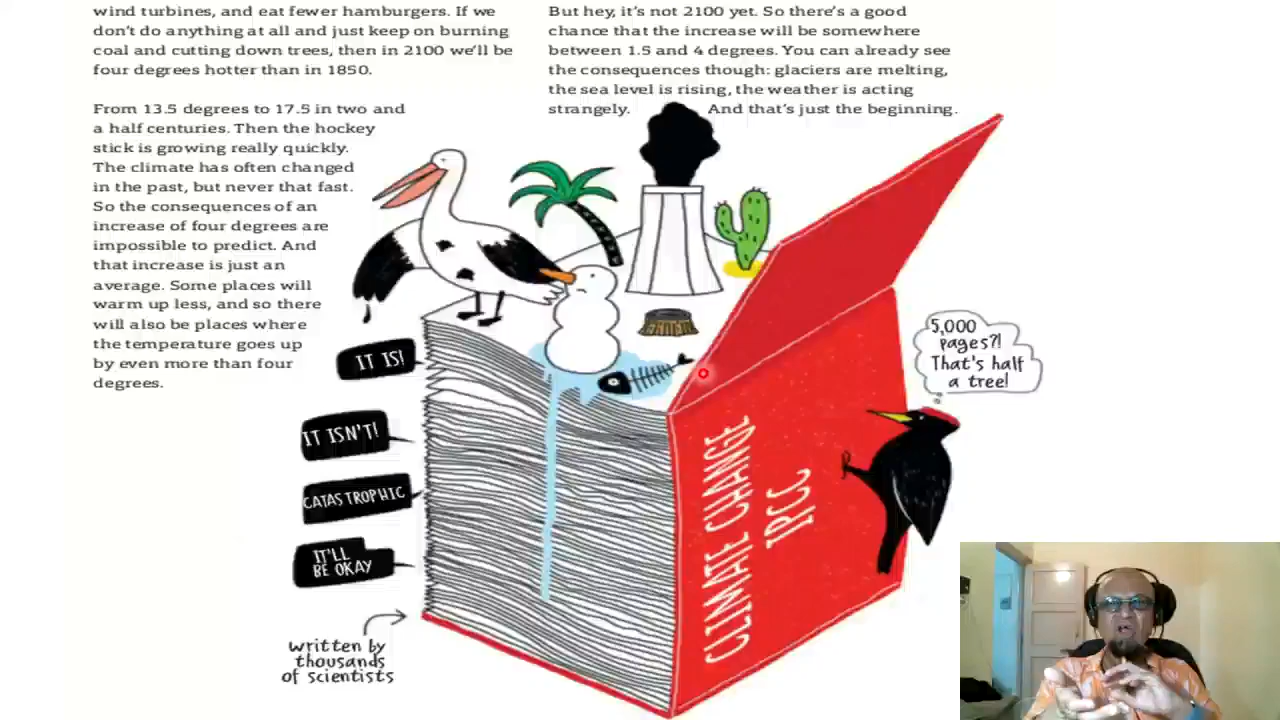 wind turbines, and eat fewer hamburgers. If we
don't do anything at all and just keep on burning
coal and cutting down trees, then in 2100 we'll be
four degrees hotter than in 1850.
From 13.5 degrees to 17.5 in two and
a half centuries. Then the hockey
stick is growing really quickly.
The climate has often changed
in the past, but never that fast.
So the consequences of an
increase of four degrees are
impossible to predict. And
that increase is just an
average. Some places will
warm up less, and so there
will also be places where
the temperature goes up
by even more than four
degrees.
But hey, it's not 2100 yet. So there's a good
chance that the increase will be somewhere
between 1.5 and 4 degrees. You can already see
the consequences though: glaciers are melting,
the sea level is rising, the weather is acting
strangely. And that's just the beginning.
IT IS!
IT ISN'T!
CATASTROPHIC
IT'LL
BE OKAY
written by
thousands
of scientists
CLIMATE CHANGE
IPCC
5,000
pages?!
That's half
a tree!